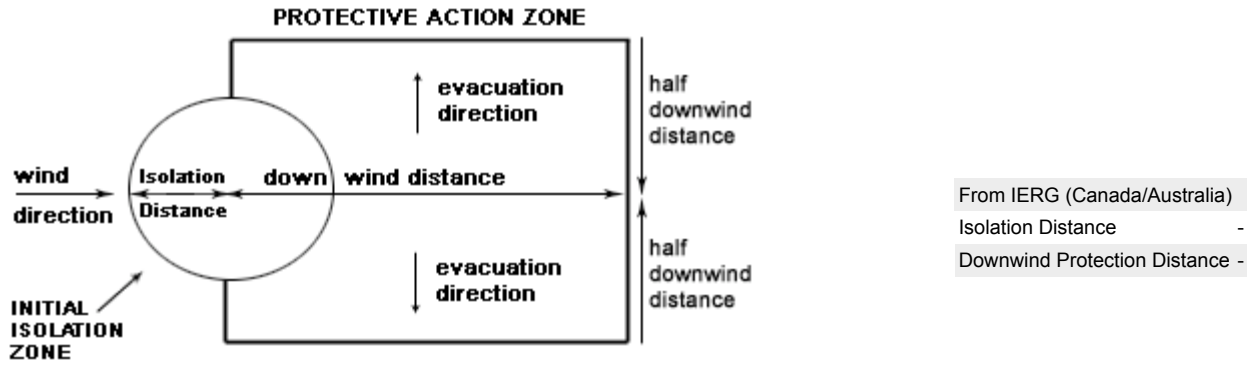 PROTECTIVE ACTION ZONE
evacuation
direction
half
downwind
distance
wind
direction
Isolation
Distance
down wind distance
evacuation
direction
half
downwind
distance
INITIAL
ISOLATION
ZONE
From IERG (Canada/Australia)
Isolation Distance -
Downwind Protection Distance -